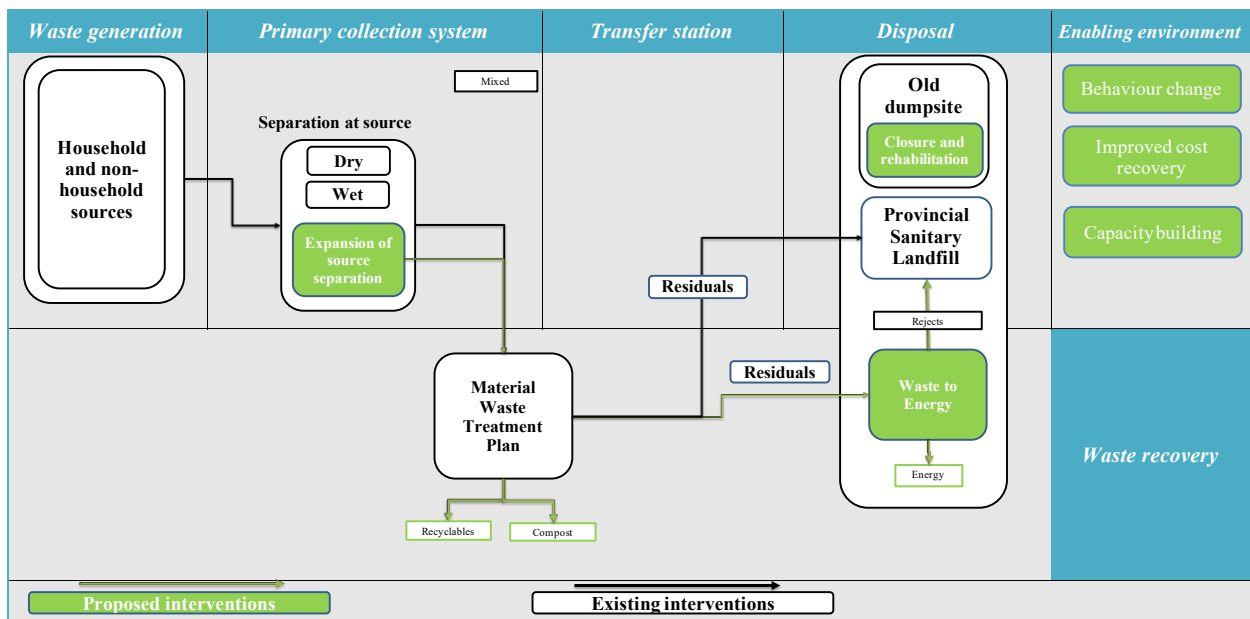 Waste generation
Primary collection system
Transfer station
Disposal
Enabling environment
Mixed
Household
and non-
household
sources
Separation at source
Dry
Wet
Expansion of
source
separation
Old
dumpsite
Closure and
rehabilitation
Provincial
Sanitary
Landfill
Behaviour change
Improved cost
recovery
Capacity building
Residuals
Rejects
Material
Waste
Treatment
Plan
Residuals
Waste to
Energy
Energy
Recyclables
Compost
Waste recovery
Proposed interventions
Existing interventions